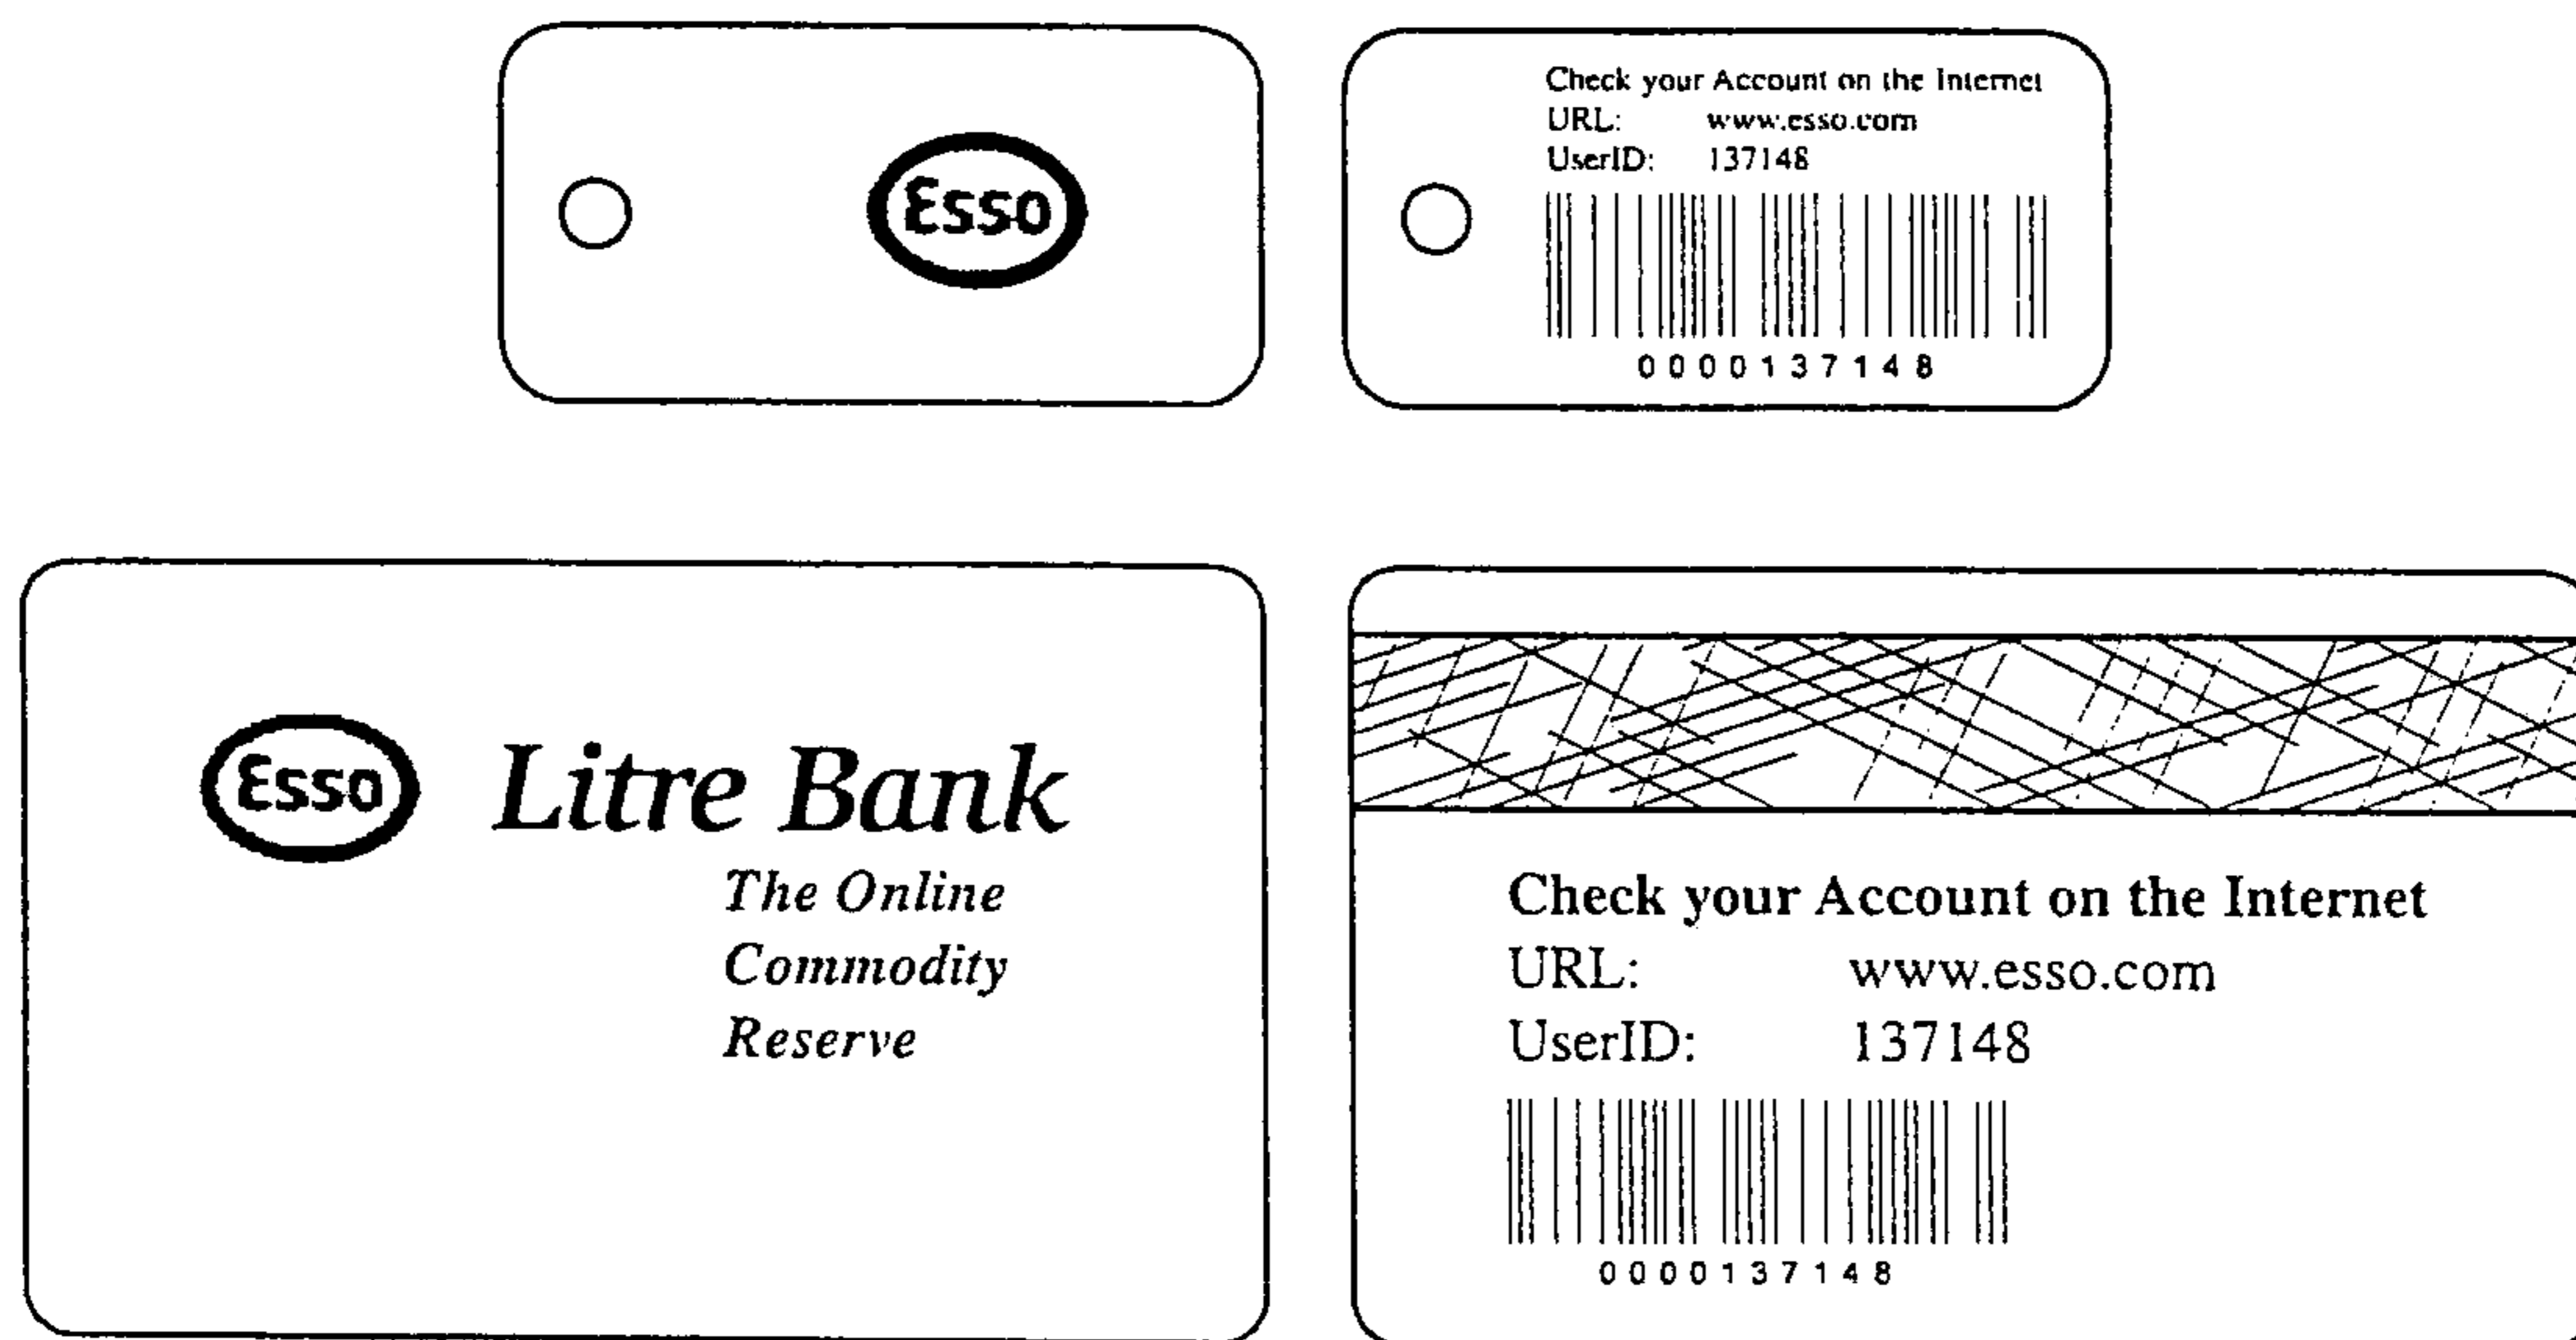 Esso
Check your Account on the Internet
URL: www.esso.com
UserID: 137148
0000137148
Esso Litre Bank
The Online
Commodity
Reserve
Check your Account on the Internet
URL: www.esso.com
UserID: 137148
0000137148